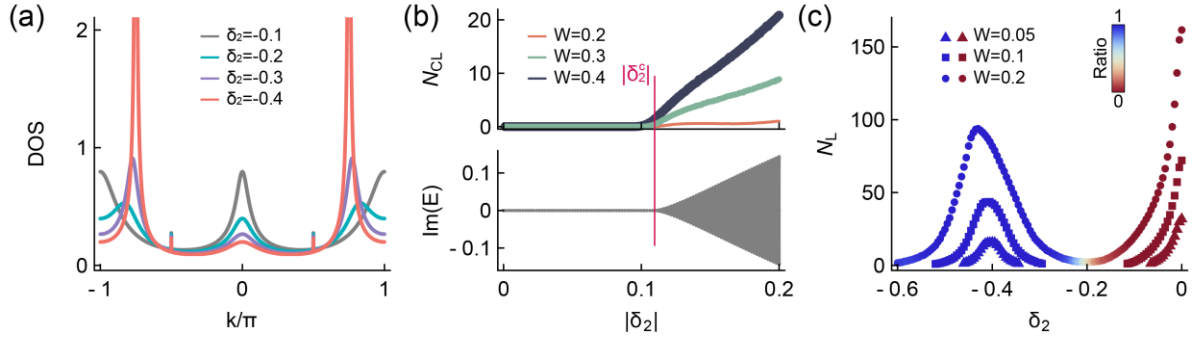 (a)
δ₂=-0.1
δ₂=-0.2
δ₂=-0.3
δ₂=-0.4
DOS
2
1
0
- 1
0
1
k/π
(b)
W=0.2
W=0.3
W=0.4
|δ₂ᶜ|
N_CL
20
10
0
Im(E)
0.1
0
- 0.1
0
0.1
0.2
|δ₂|
(c)
W=0.05
W=0.1
W=0.2
1
Ratio
0
N_L
150
100
50
0
- 0.6
- 0.4
- 0.2
0
δ₂